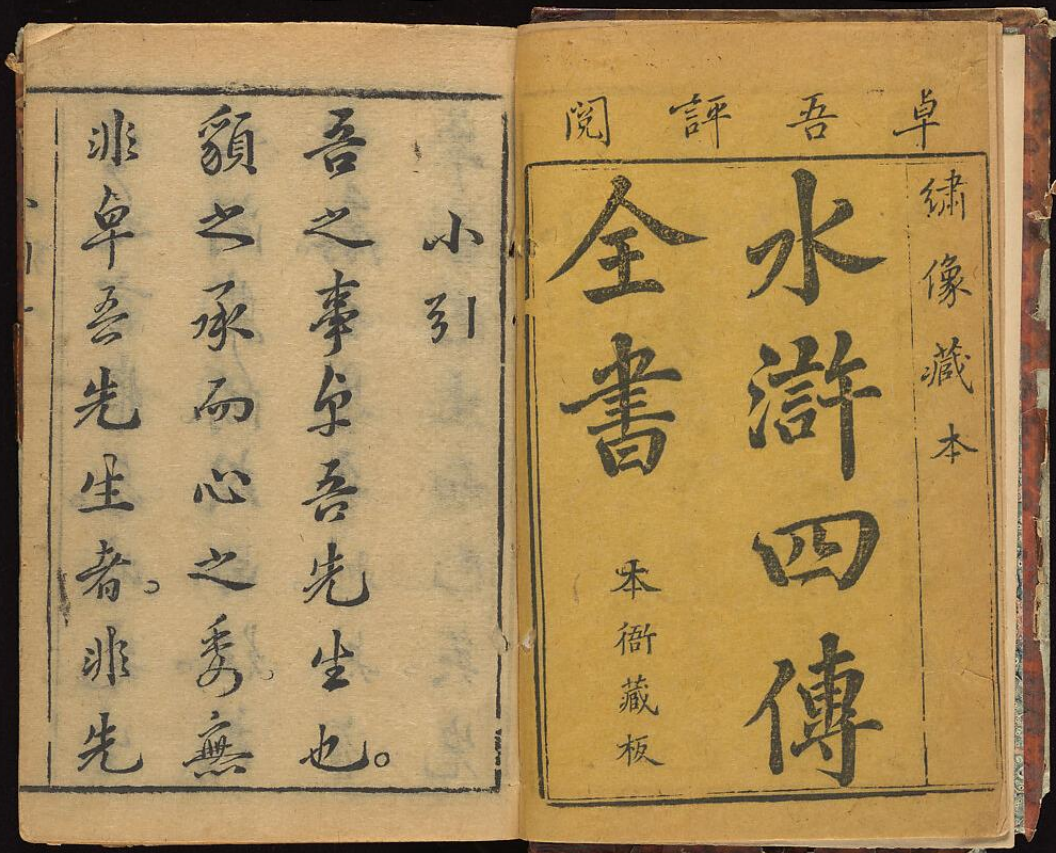 卓吾評閱
繡像藏本
水滸四傳
全書
本衙藏板
小引
吾之事卓吾先生也。
貌之承而心之委。無
非卓吾先生者。非先